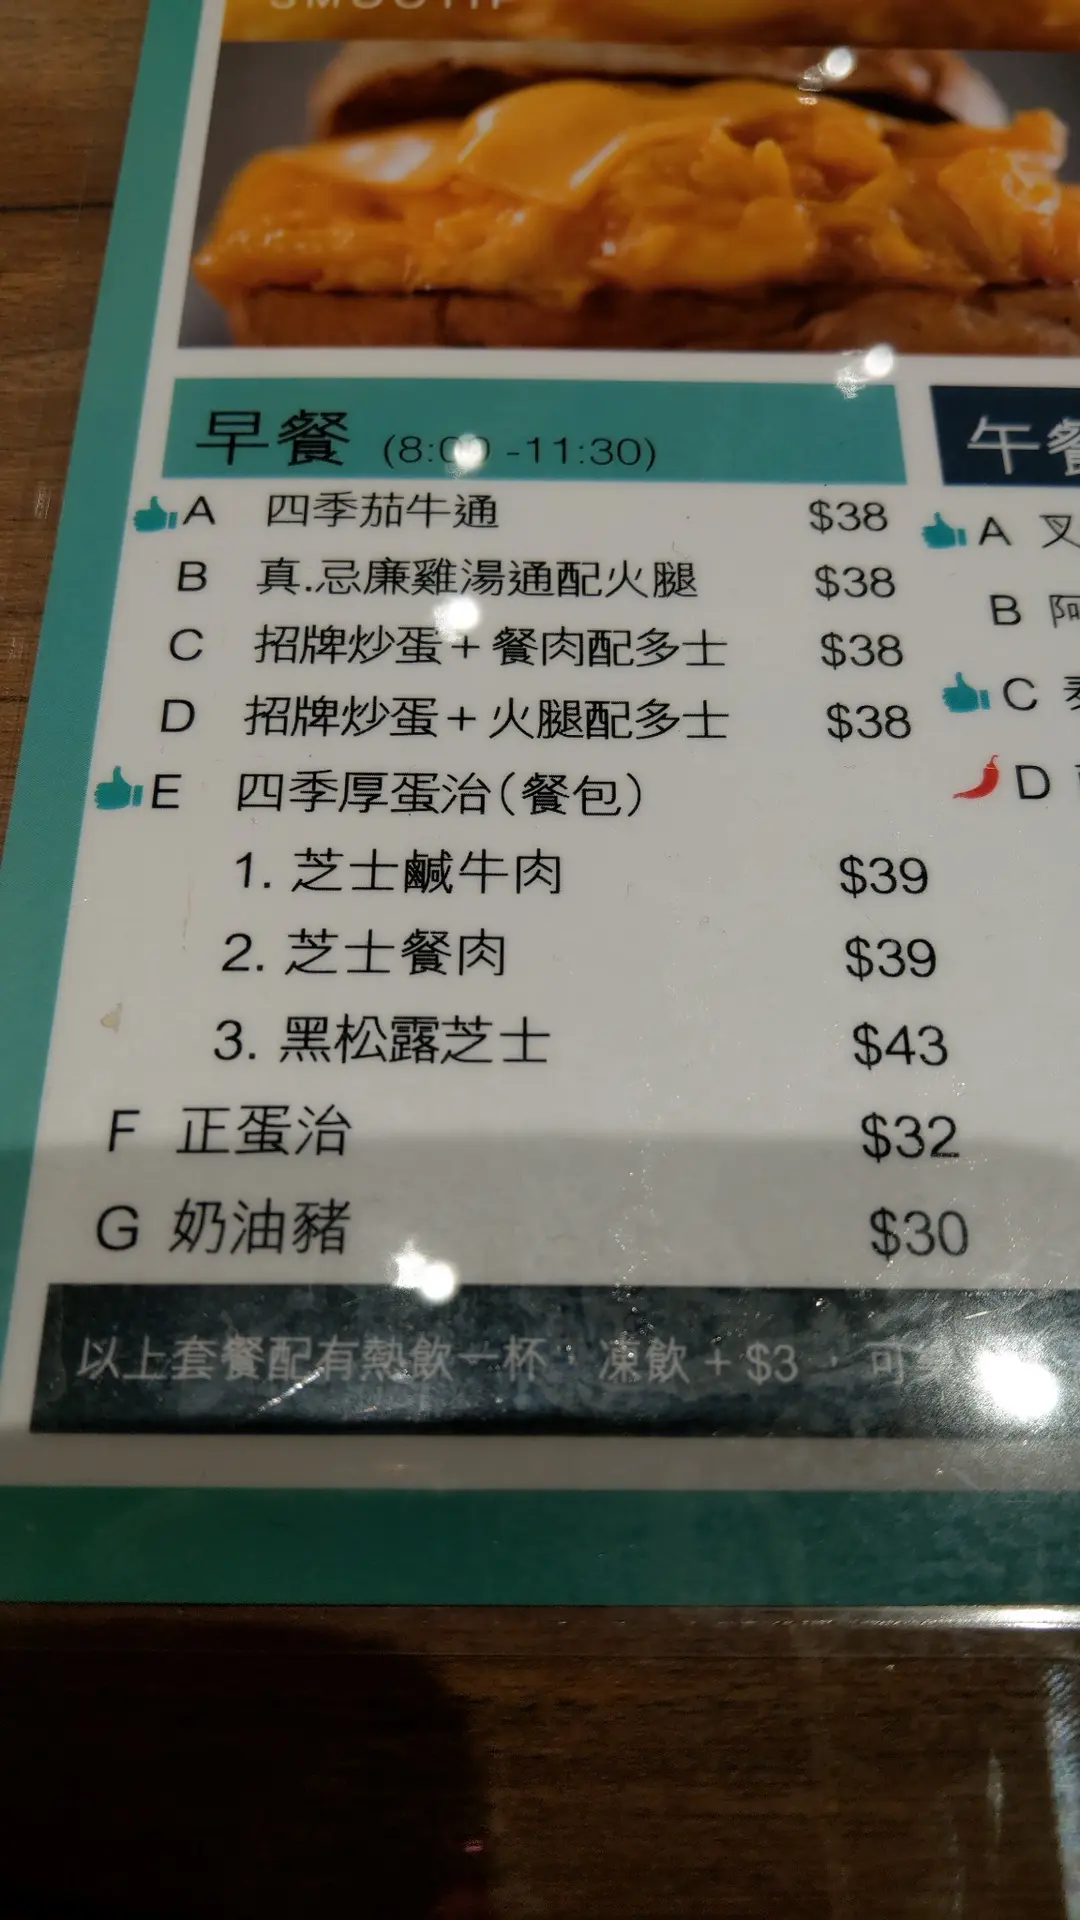 早餐 (8:00 -11:30)
A 四季茄牛通 $38
B 真.忌廉雞湯通配火腿 $38
C 招牌炒蛋＋餐肉配多士 $38
D 招牌炒蛋＋火腿配多士 $38
E 四季厚蛋治(餐包)
1. 芝士鹹牛肉 $39
2. 芝士餐肉 $39
3. 黑松露芝士 $43
F 正蛋治 $32
G 奶油豬 $30
以上套餐配有熱飲一杯，凍飲 + $3，可
午餐
A 叉
B 阿
C
D